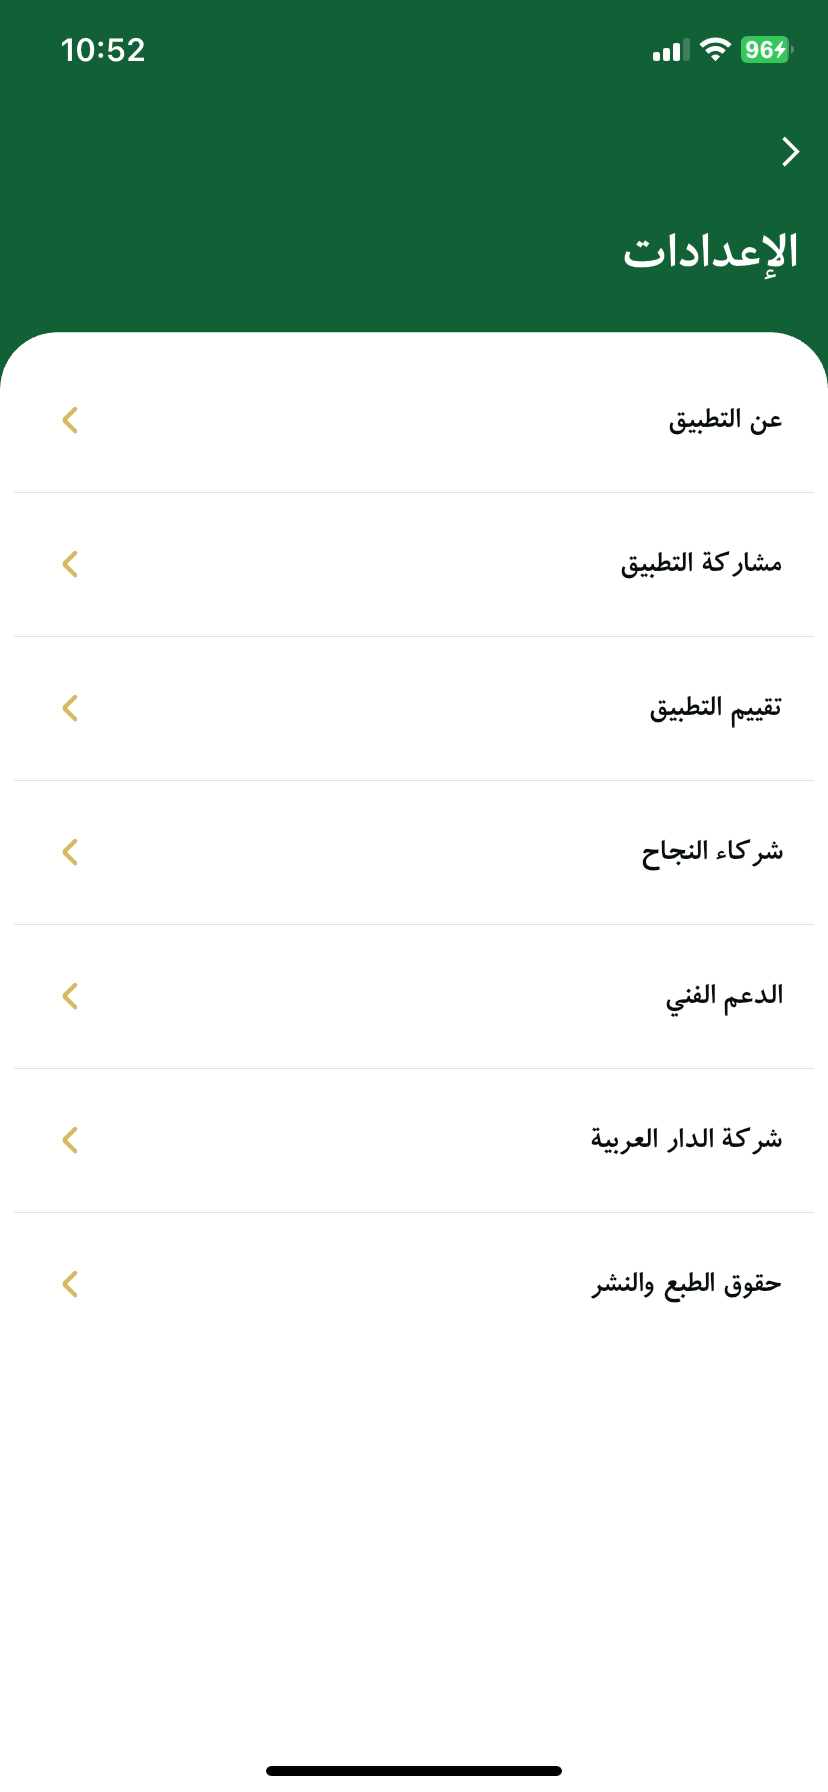 10:52
96
الإعدادات
عن التطبيق
مشاركة التطبيق
تقييم التطبيق
شركاء النجاح
الدعم الفني
شركة الدار العربية
حقوق الطبع والنشر